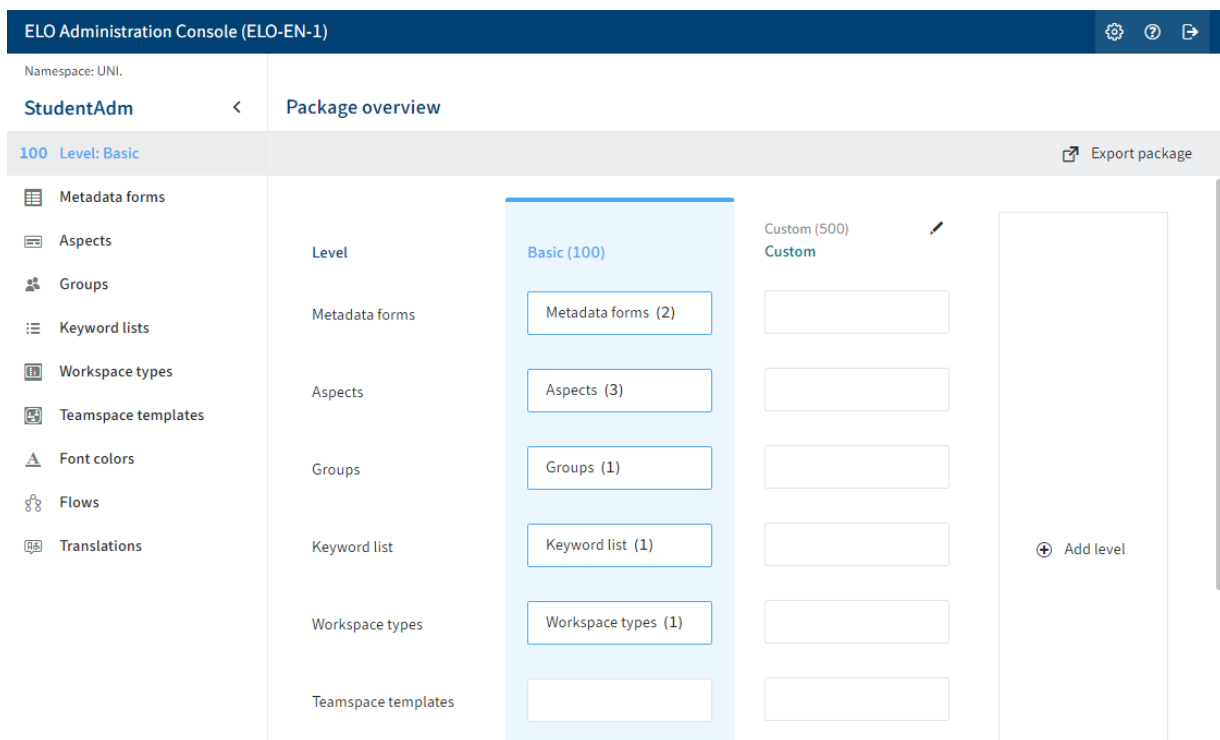 ELO Administration Console (ELO-EN-1)
Namespace: UNI.
StudentAdm
Package overview
100 Level: Basic
Export package
Metadata forms
Aspects
Groups
Keyword lists
Workspace types
Teamspace templates
Font colors
Flows
Translations
Level
Basic (100)
Custom (500)
Custom
Metadata forms
Metadata forms (2)
Aspects
Aspects (3)
Groups
Groups (1)
Keyword list
Keyword list (1)
Add level
Workspace types
Workspace types (1)
Teamspace templates